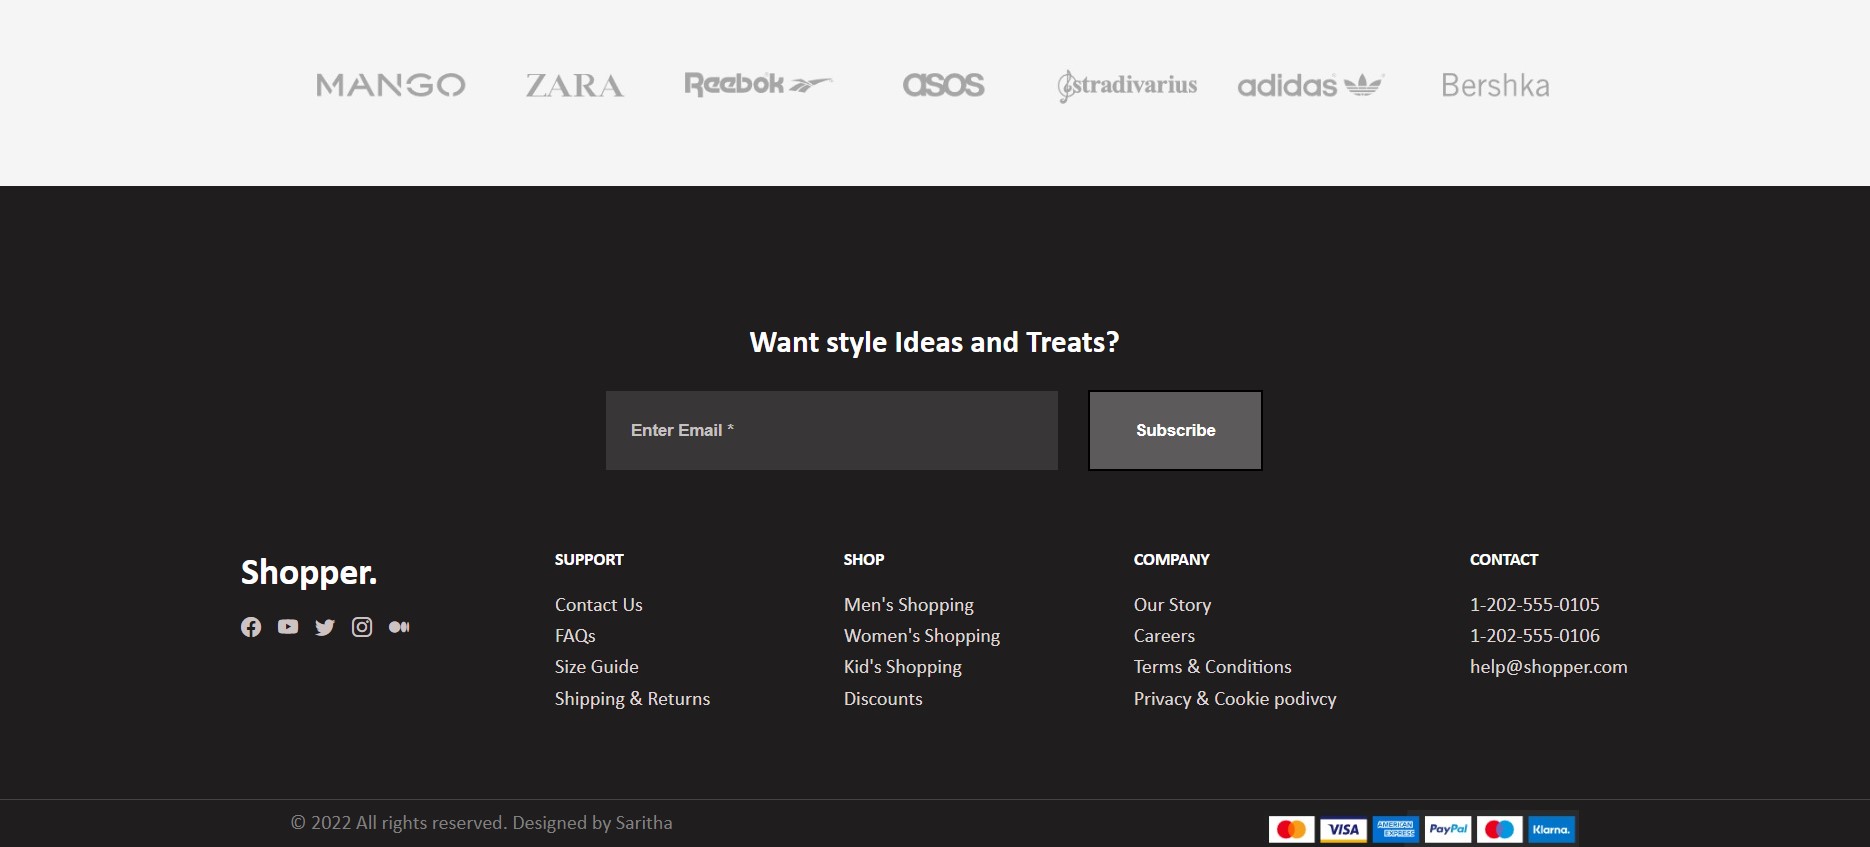 MANGO ZARA Reebok asos stradivarius adidas Bershka
Want style Ideas and Treats?
Enter Email *
Subscribe
Shopper.
SUPPORT
Contact Us
FAQs
Size Guide
Shipping & Returns
SHOP
Men's Shopping
Women's Shopping
Kid's Shopping
Discounts
COMPANY
Our Story
Careers
Terms & Conditions
Privacy & Cookie podivcy
CONTACT
1-202-555-0105
1-202-555-0106
help@shopper.com
© 2022 All rights reserved. Designed by Saritha
VISA AMERICAN EXPRESS PayPal Klarna.